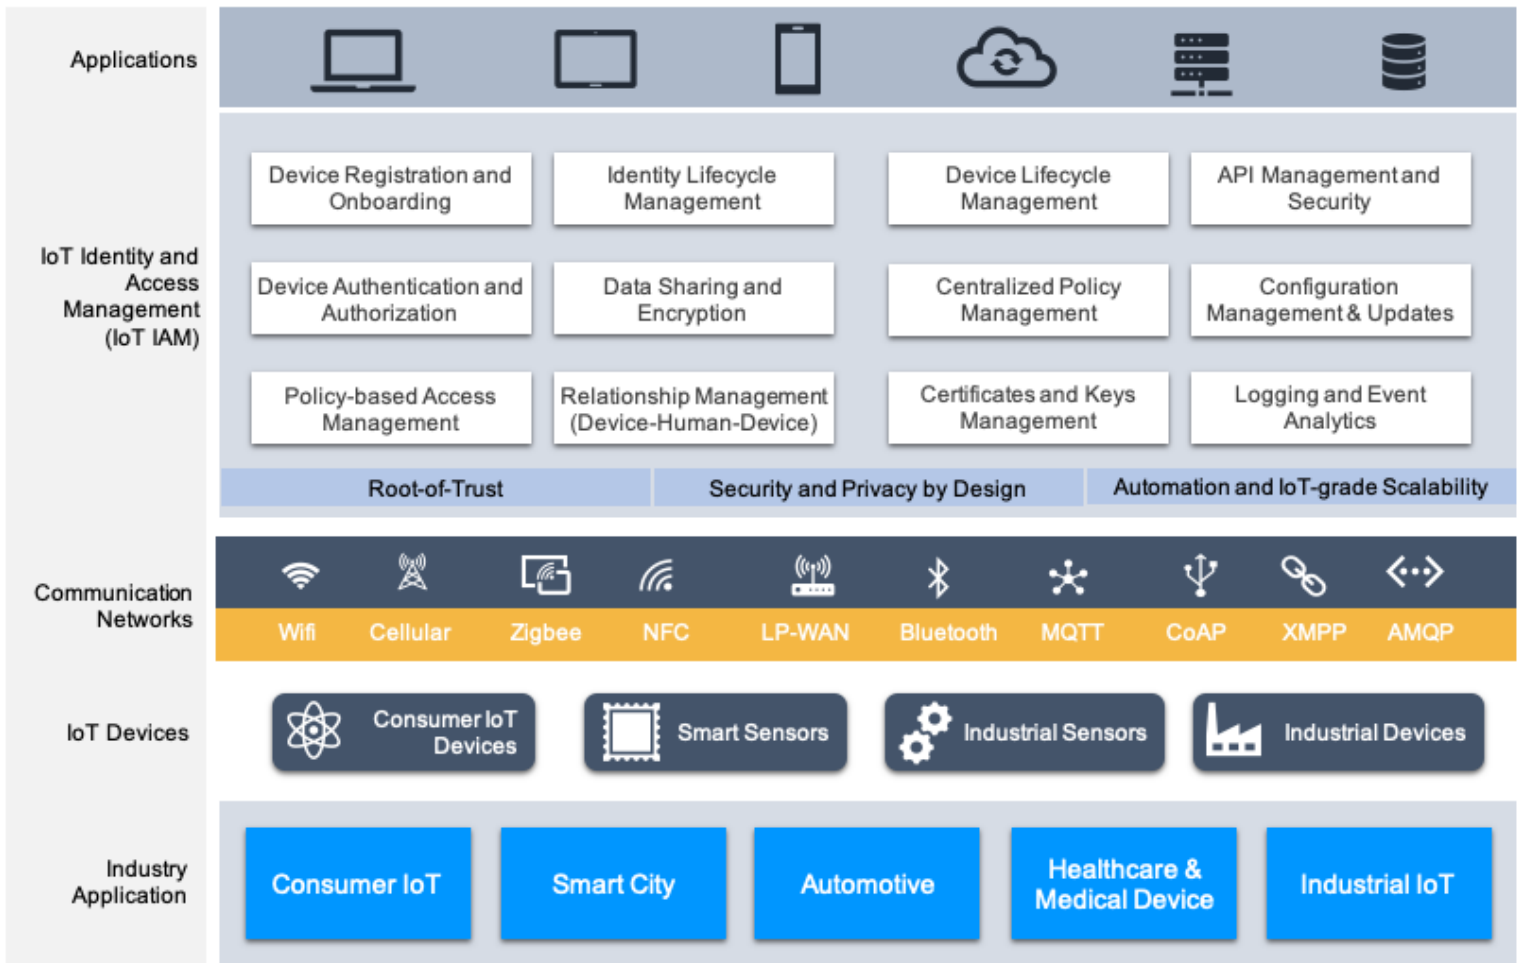 Applications
Device Registration and
Onboarding
Identity Lifecycle
Management
Device Lifecycle
Management
API Management and
Security
IoT Identity and
Access
Management
(IoT IAM)
Device Authentication and
Authorization
Data Sharing and
Encryption
Centralized Policy
Management
Configuration
Management & Updates
Policy-based Access
Management
Relationship Management
(Device-Human-Device)
Certificates and Keys
Management
Logging and Event
Analytics
Root-of-Trust
Security and Privacy by Design
Automation and IoT-grade Scalability
Communication
Networks
Wifi
Cellular
Zigbee
NFC
LP-WAN
Bluetooth
MQTT
CoAP
XMPP
AMQP
IoT Devices
Consumer IoT
Devices
Smart Sensors
Industrial Sensors
Industrial Devices
Industry
Application
Consumer IoT
Smart City
Automotive
Healthcare &
Medical Device
Industrial IoT